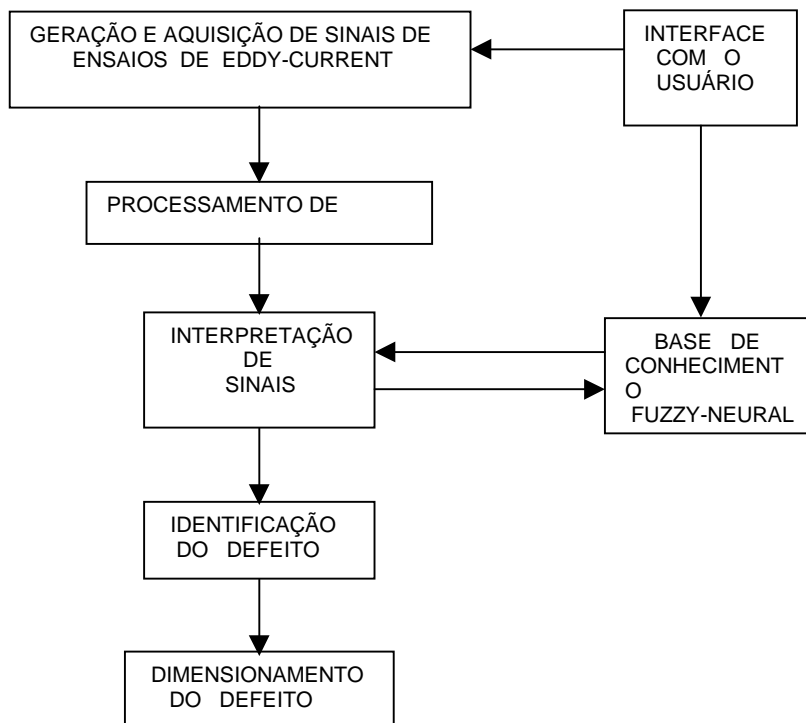 GERAÇÃO E AQUISIÇÃO DE SINAIS DE
ENSAIOS DE EDDY-CURRENT
INTERFACE
COM O
USUÁRIO
PROCESSAMENTO DE
INTERPRETAÇÃO
DE
SINAIS
BASE DE
CONHECIMENT
O
FUZZY-NEURAL
IDENTIFICAÇÃO
DO DEFEITO
DIMENSIONAMENTO
DO DEFEITO